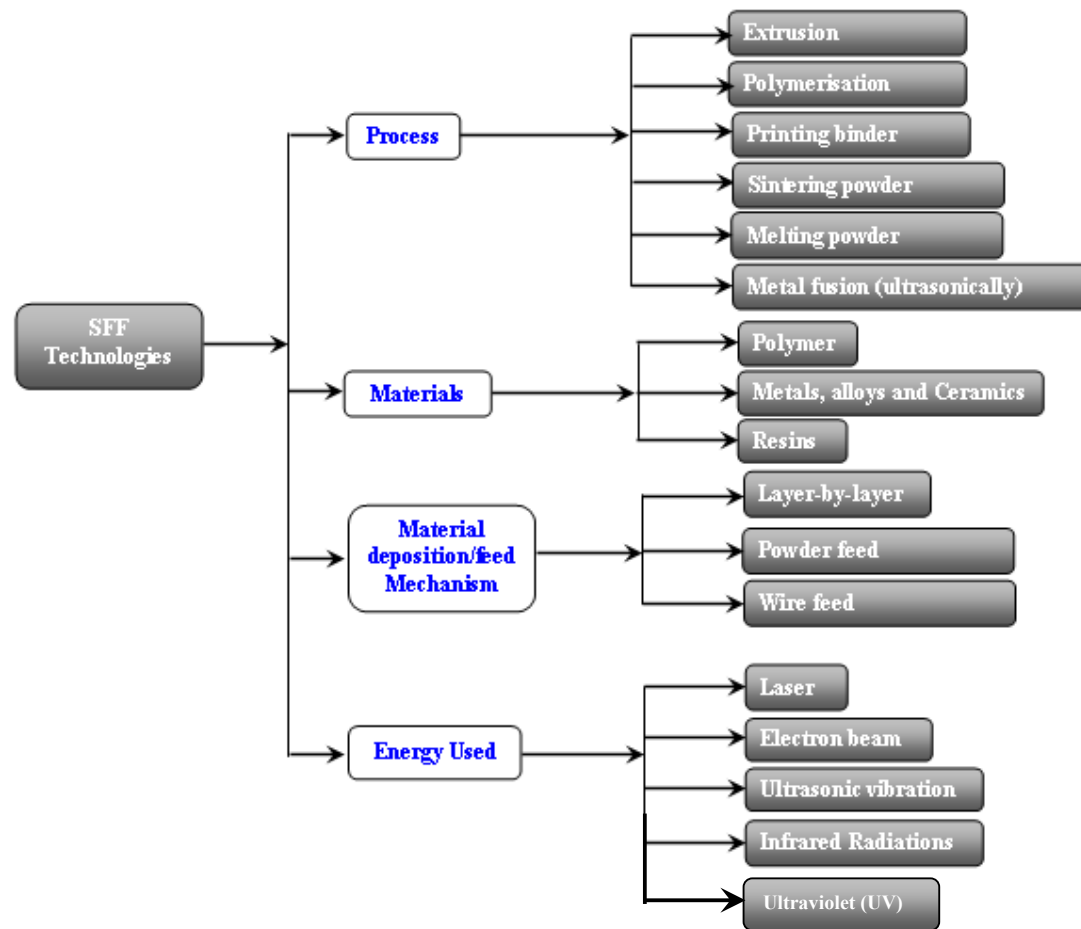 SFF
Technologies
Process
Extrusion
Polymerisation
Printing binder
Sintering powder
Melting powder
Metal fusion (ultrasonically)
Materials
Polymer
Metals, alloys and Ceramics
Resins
Material
deposition/feed
Mechanism
Layer-by-layer
Powder feed
Wire feed
Energy Used
Laser
Electron beam
Ultrasonic vibration
Infrared Radiations
Ultraviolet (UV)